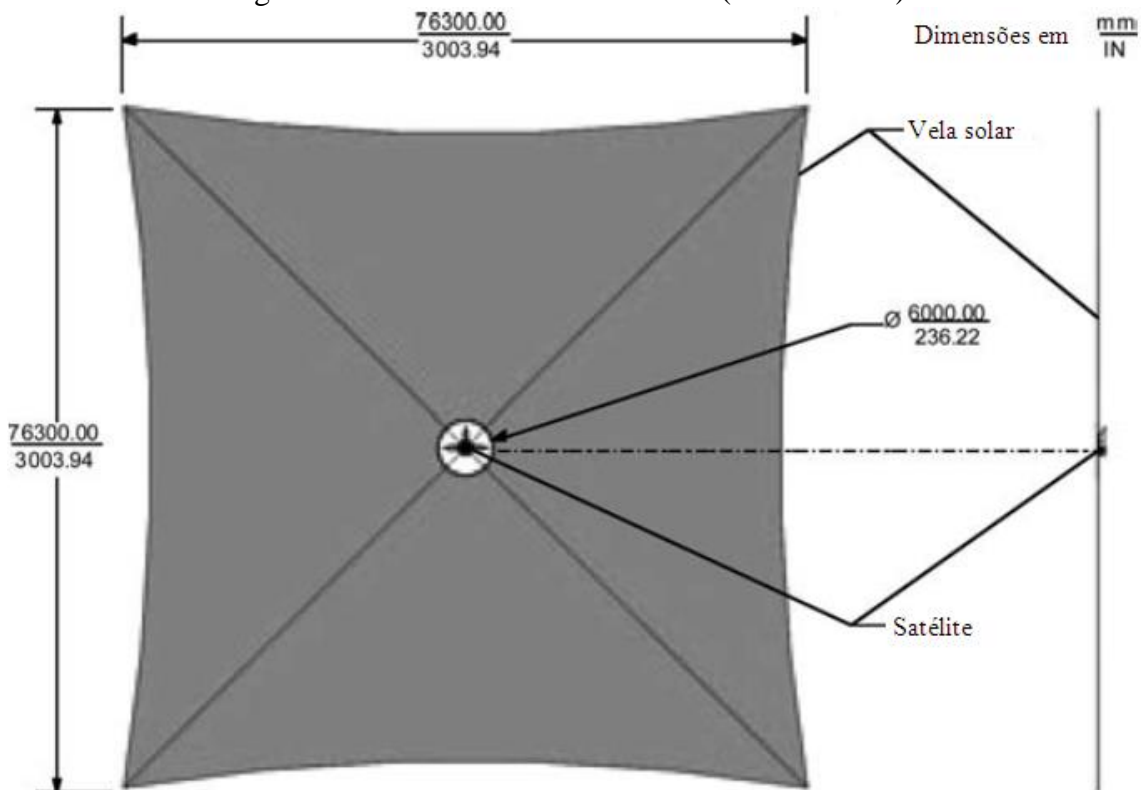 76300.00
3003.94
Dimensões em mm
IN
Vela solar
Ø 6000.00
236.22
76300.00
3003.94
Satélite